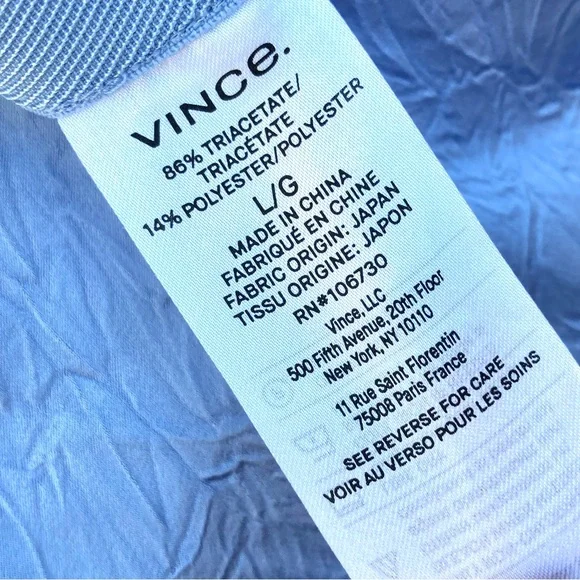 VINCE.
86% TRIACETATE/
TRIACÉTATE
14% POLYESTER/POLYESTER
L/G
MADE IN CHINA
FABRIQUÉ EN CHINE
FABRIC ORIGIN: JAPAN
TISSU ORIGINE: JAPON
RN#106730
Vince, LLC
500 Fifth Avenue, 20th Floor
New York, NY 10110
11 Rue Saint Florentin
75008 Paris France
SEE REVERSE FOR CARE
VOIR AU VERSO POUR LES SOINS